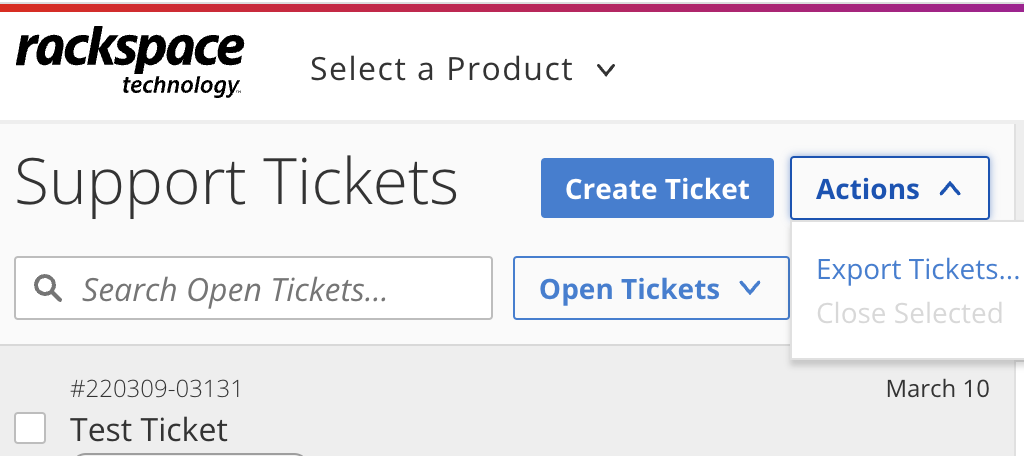 rackspace
technology™
Select a Product
Support Tickets
Create Ticket
Actions
Search Open Tickets...
Open Tickets
Export Tickets...
Close Selected
#220309-03131
March 10
Test Ticket